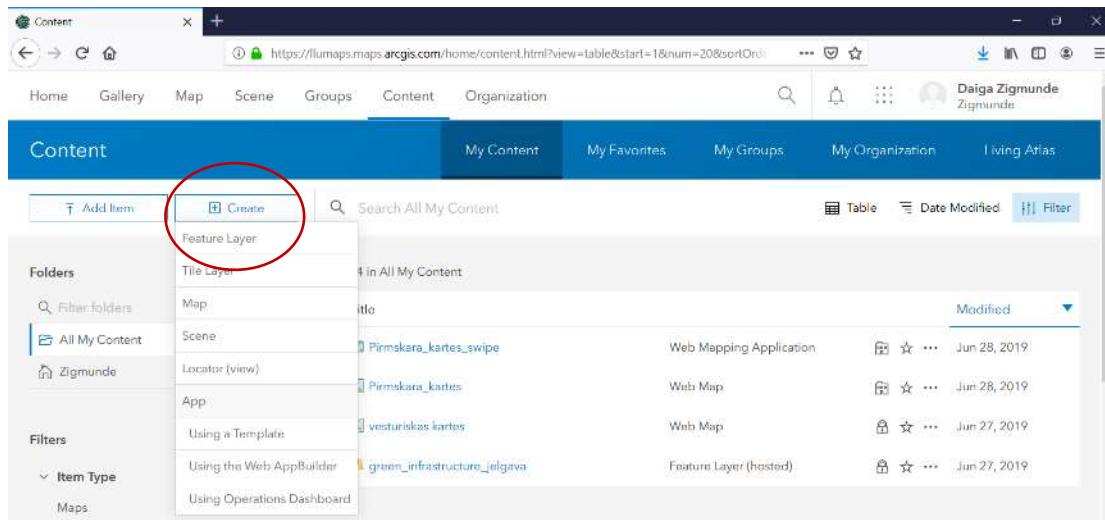 Content
https://llumaps.maps.arcgis.com/home/content.html?view=table&start=1&num=20&sortOrd
Home Gallery Map Scene Groups Content Organization
Daiga Zigmunde
Zigmunde
Content My Content My Favorites My Groups My Organization Living Atlas
Add Item Create Search All My Content Table Date Modified Filter
Feature Layer
Folders Tile Layer 4 in All My Content
Filter folders Map itle Modified
All My Content Scene Pirmskara_kartes_swipe Web Mapping Application Jun 28, 2019
Zigmunde Locator (view) Pirmskara_kartes Web Map Jun 28, 2019
App
Filters Using a Template vesturiskas kartes Web Map Jun 27, 2019
Item Type Using the Web AppBuilder green_infrastructure_jelgava Feature Layer (hosted) Jun 27, 2019
Maps Using Operations Dashboard